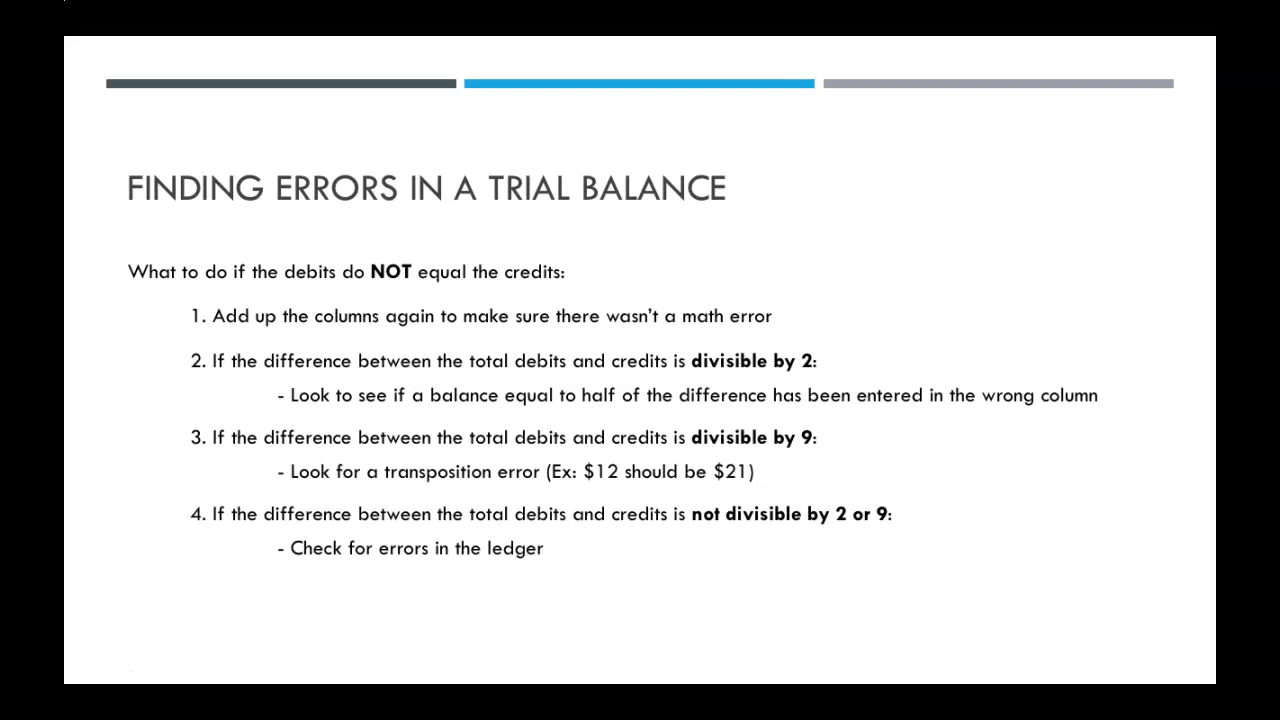 FINDING ERRORS IN A TRIAL BALANCE
What to do if the debits do NOT equal the credits:
1. Add up the columns again to make sure there wasn't a math error
2. If the difference between the total debits and credits is divisible by 2:
- Look to see if a balance equal to half of the difference has been entered in the wrong column
3. If the difference between the total debits and credits is divisible by 9:
- Look for a transposition error (Ex: $12 should be $21)
4. If the difference between the total debits and credits is not divisible by 2 or 9:
- Check for errors in the ledger